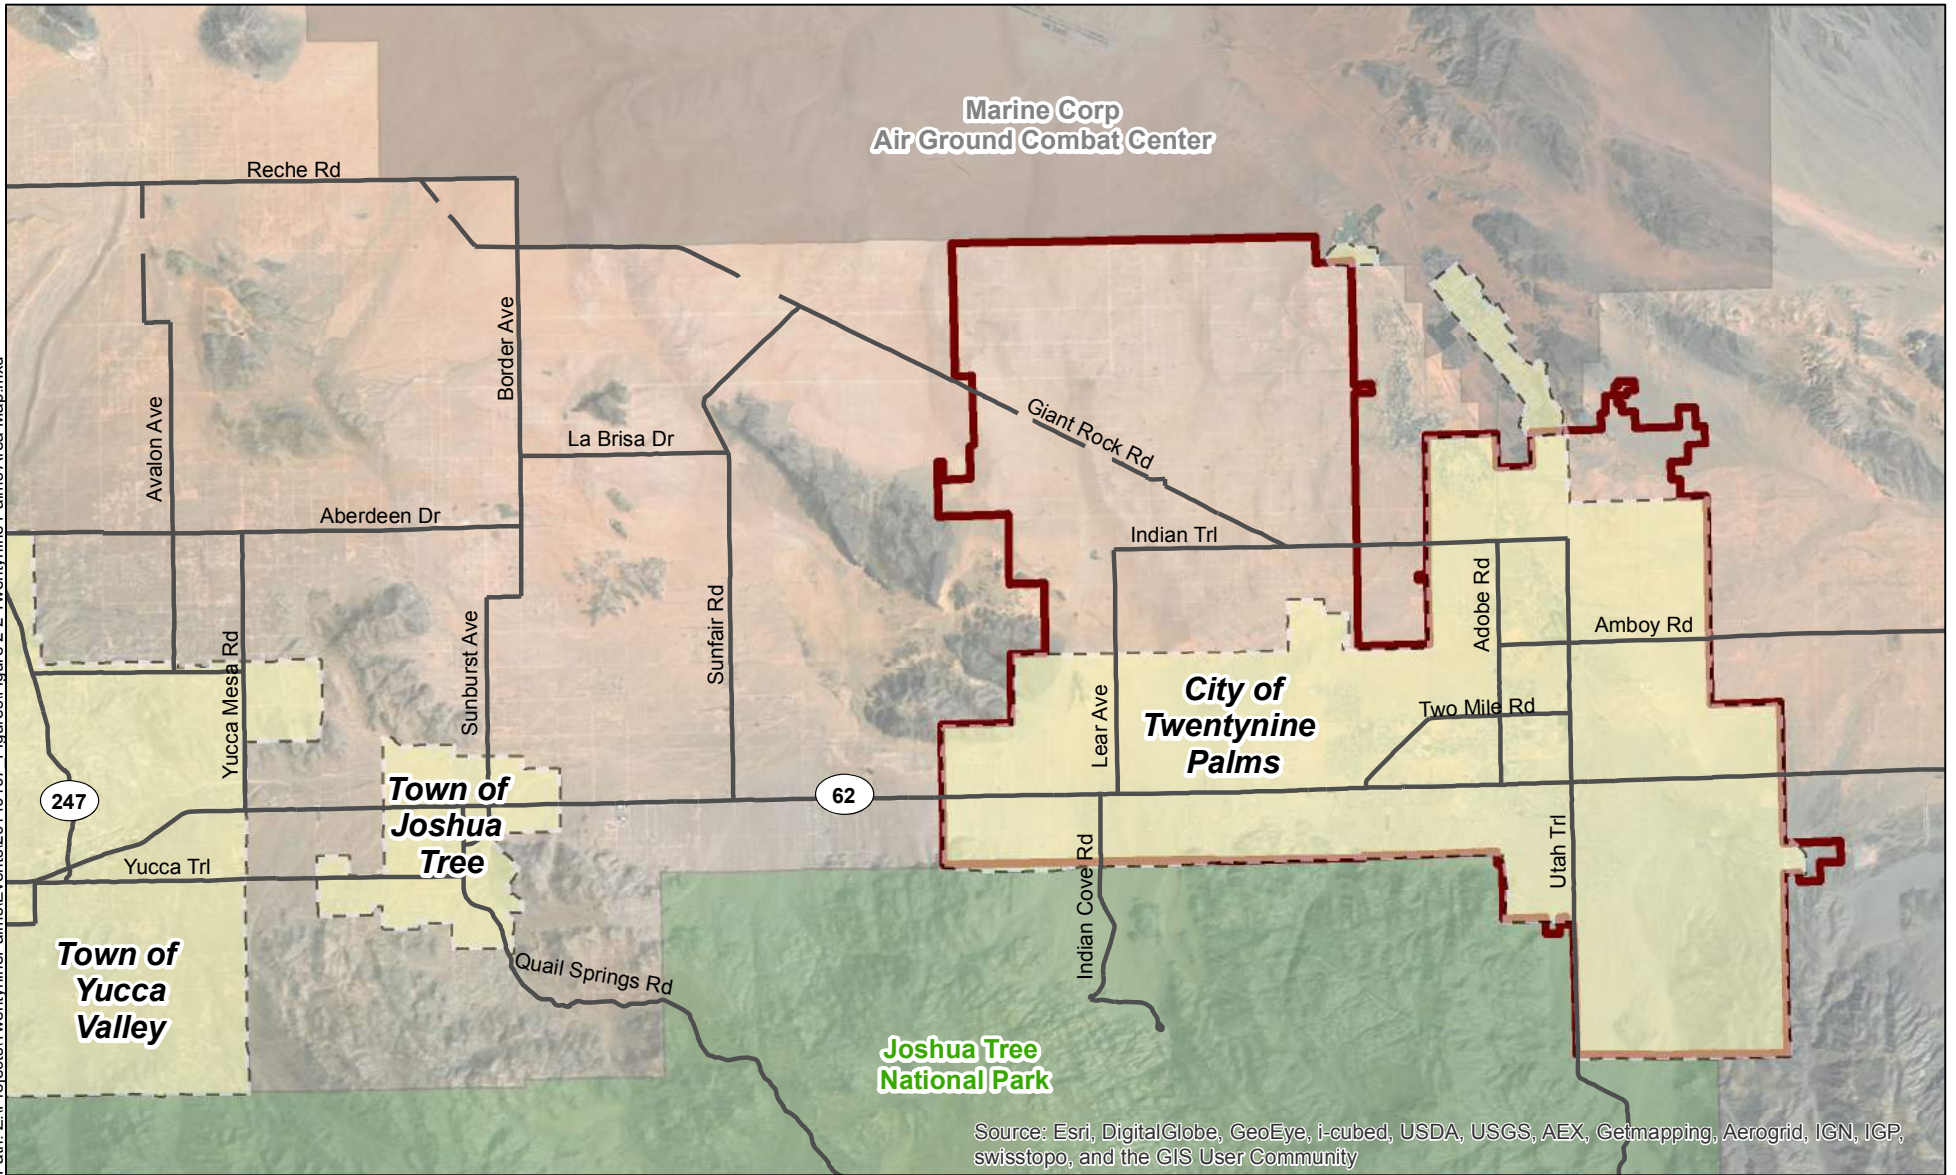 Marine Corp
Air Ground Combat Center
Reche Rd
Border Ave
Avalon Ave
La Brisa Dr
Giant Rock Rd
Aberdeen Dr
Indian Trl
Adobe Rd
Sunfair Rd
Amboy Rd
Yucca Mesa Rd
Sunburst Ave
Lear Ave
City of
Twentynine
Palms
Two Mile Rd
247
62
Town of
Joshua
Tree
Yucca Trl
Utah Trl
Indian Cove Rd
Town of
Yucca
Valley
Quail Springs Rd
Joshua Tree
National Park
Source: Esri, DigitalGlobe, GeoEye, i-cubed, USDA, USGS, AEX, Getmapping, Aerogrid, IGN, IGP,
swisstopo, and the GIS User Community